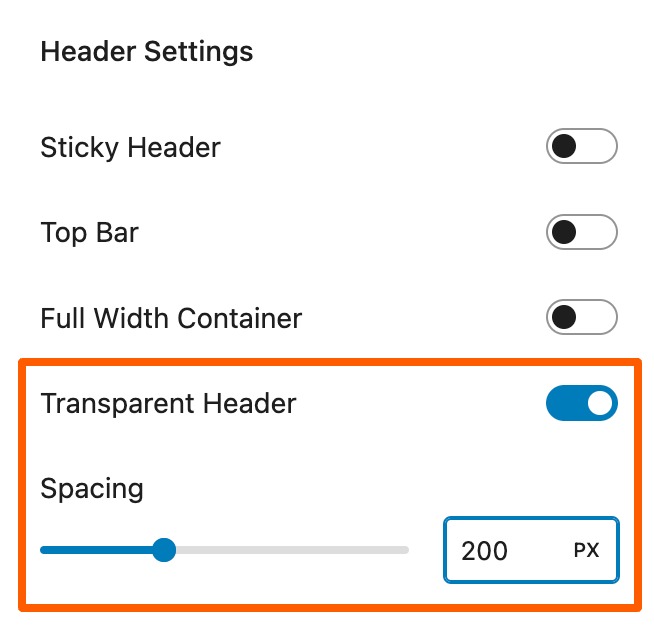 Header Settings
Sticky Header
Top Bar
Full Width Container
Transparent Header
Spacing
200 PX